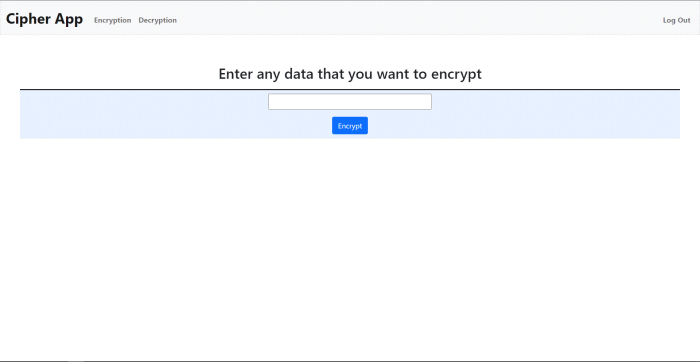 Cipher App Encryption Decryption Log Out
Enter any data that you want to encrypt
Encrypt